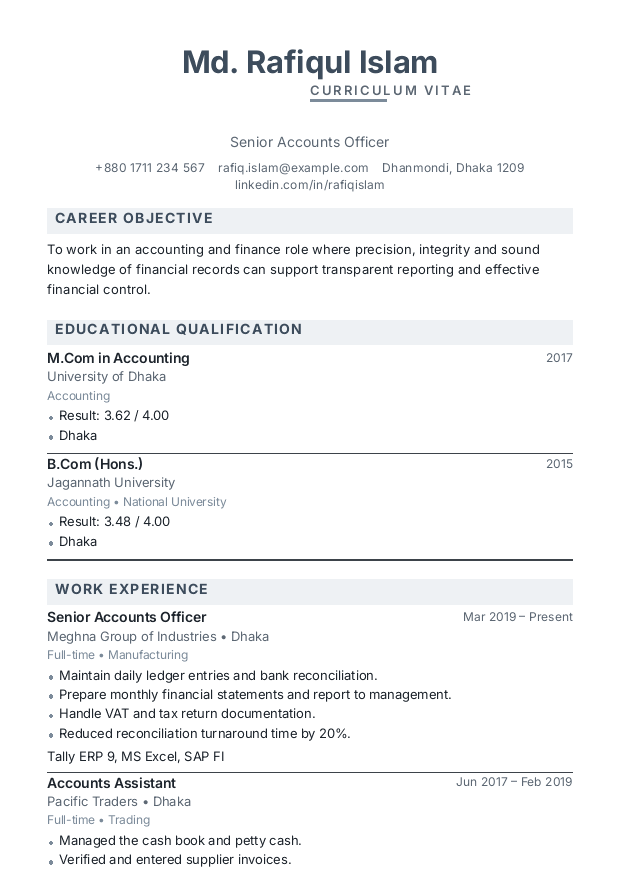 Md. Rafiqul Islam
CURRICULUM VITAE
Senior Accounts Officer
+880 1711 234 567 rafiq.islam@example.com Dhanmondi, Dhaka 1209
linkedin.com/in/rafiqislam
CAREER OBJECTIVE
To work in an accounting and finance role where precision, integrity and sound
knowledge of financial records can support transparent reporting and effective
financial control.
EDUCATIONAL QUALIFICATION
M.Com in Accounting 2017
University of Dhaka
Accounting
• Result: 3.62 / 4.00
• Dhaka
B.Com (Hons.) 2015
Jagannath University
Accounting • National University
• Result: 3.48 / 4.00
• Dhaka
WORK EXPERIENCE
Senior Accounts Officer Mar 2019 – Present
Meghna Group of Industries • Dhaka
Full-time • Manufacturing
• Maintain daily ledger entries and bank reconciliation.
• Prepare monthly financial statements and report to management.
• Handle VAT and tax return documentation.
• Reduced reconciliation turnaround time by 20%.
Tally ERP 9, MS Excel, SAP FI
Accounts Assistant Jun 2017 – Feb 2019
Pacific Traders • Dhaka
Full-time • Trading
• Managed the cash book and petty cash.
• Verified and entered supplier invoices.